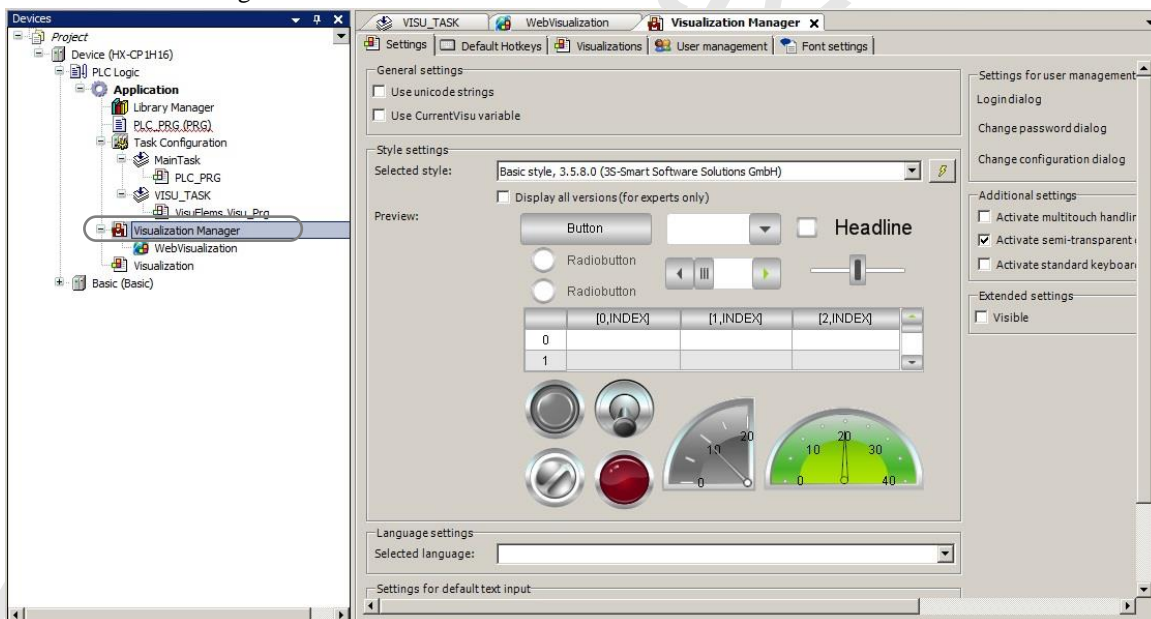 Devices
Project
Device (HX-CP1H16)
PLC Logic
Application
Library Manager
PLC_PRG (PRG)
Task Configuration
MainTask
PLC_PRG
VISU_TASK
VisuElems.Visu_Prg
Visualization Manager
WebVisualization
Visualization
Basic (Basic)
VISU_TASK WebVisualization Visualization Manager
Settings Default Hotkeys Visualizations User management Font settings
General settings
Use unicode strings
Use CurrentVisu variable
Style settings
Selected style: Basic style, 3.5.8.0 (3S-Smart Software Solutions GmbH)
Display all versions (for experts only)
Preview:
Button Headline
Radiobutton
Radiobutton
[0,INDEX] [1,INDEX] [2,INDEX]
0
1
0 10 20
0 10 20 30 40
Language settings
Selected language:
Settings for default text input
Settings for user management
Login dialog
Change password dialog
Change configuration dialog
Additional settings
Activate multitouch handlir
Activate semi-transparent
Activate standard keyboar
Extended settings
Visible